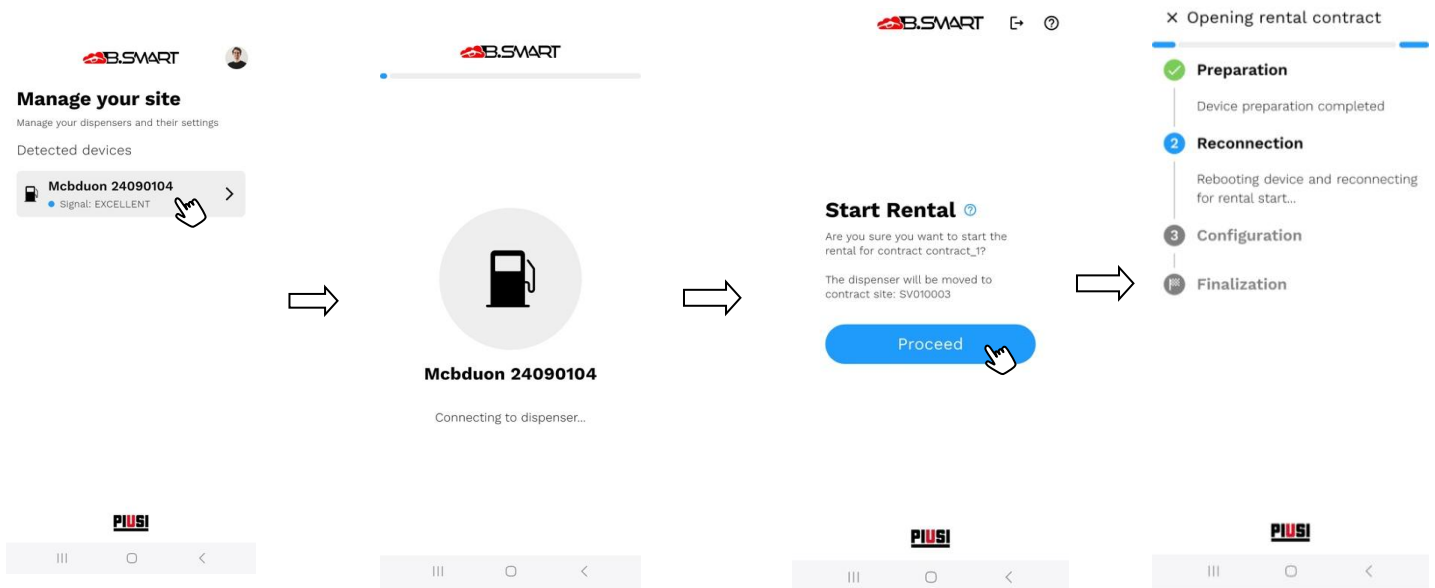 B.SMART
Manage your site
Manage your dispensers and their settings
Detected devices
Mcbduon 24090104
Signal: EXCELLENT
PIUSI
B.SMART
Mcbduon 24090104
Connecting to dispenser...
B.SMART
Start Rental
Are you sure you want to start the
rental for contract contract_1?
The dispenser will be moved to
contract site: SV010003
Proceed
PIUSI
Opening rental contract
Preparation
Device preparation completed
2 Reconnection
Rebooting device and reconnecting
for rental start...
3 Configuration
Finalization
PIUSI